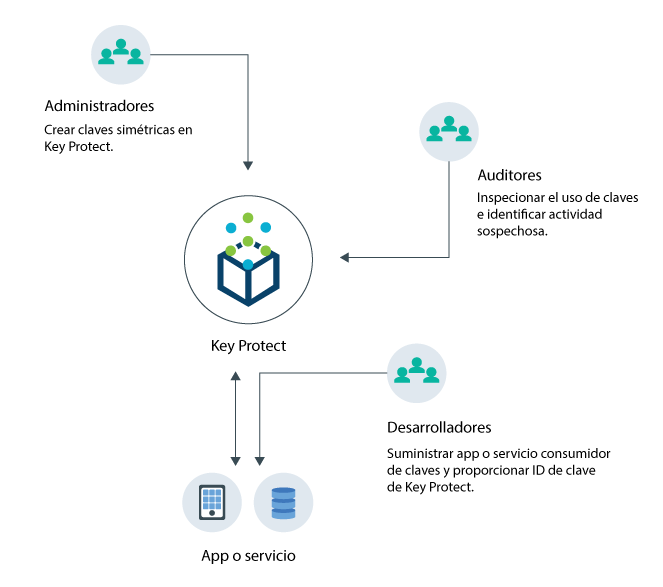 Administradores
Crear claves simétricas en
Key Protect.
Auditores
Inspecionar el uso de claves
e identificar actividad
sospechosa.
Key Protect
Desarrolladores
Suministrar app o servicio consumidor
de claves y proporcionar ID de clave
de Key Protect.
App o servicio